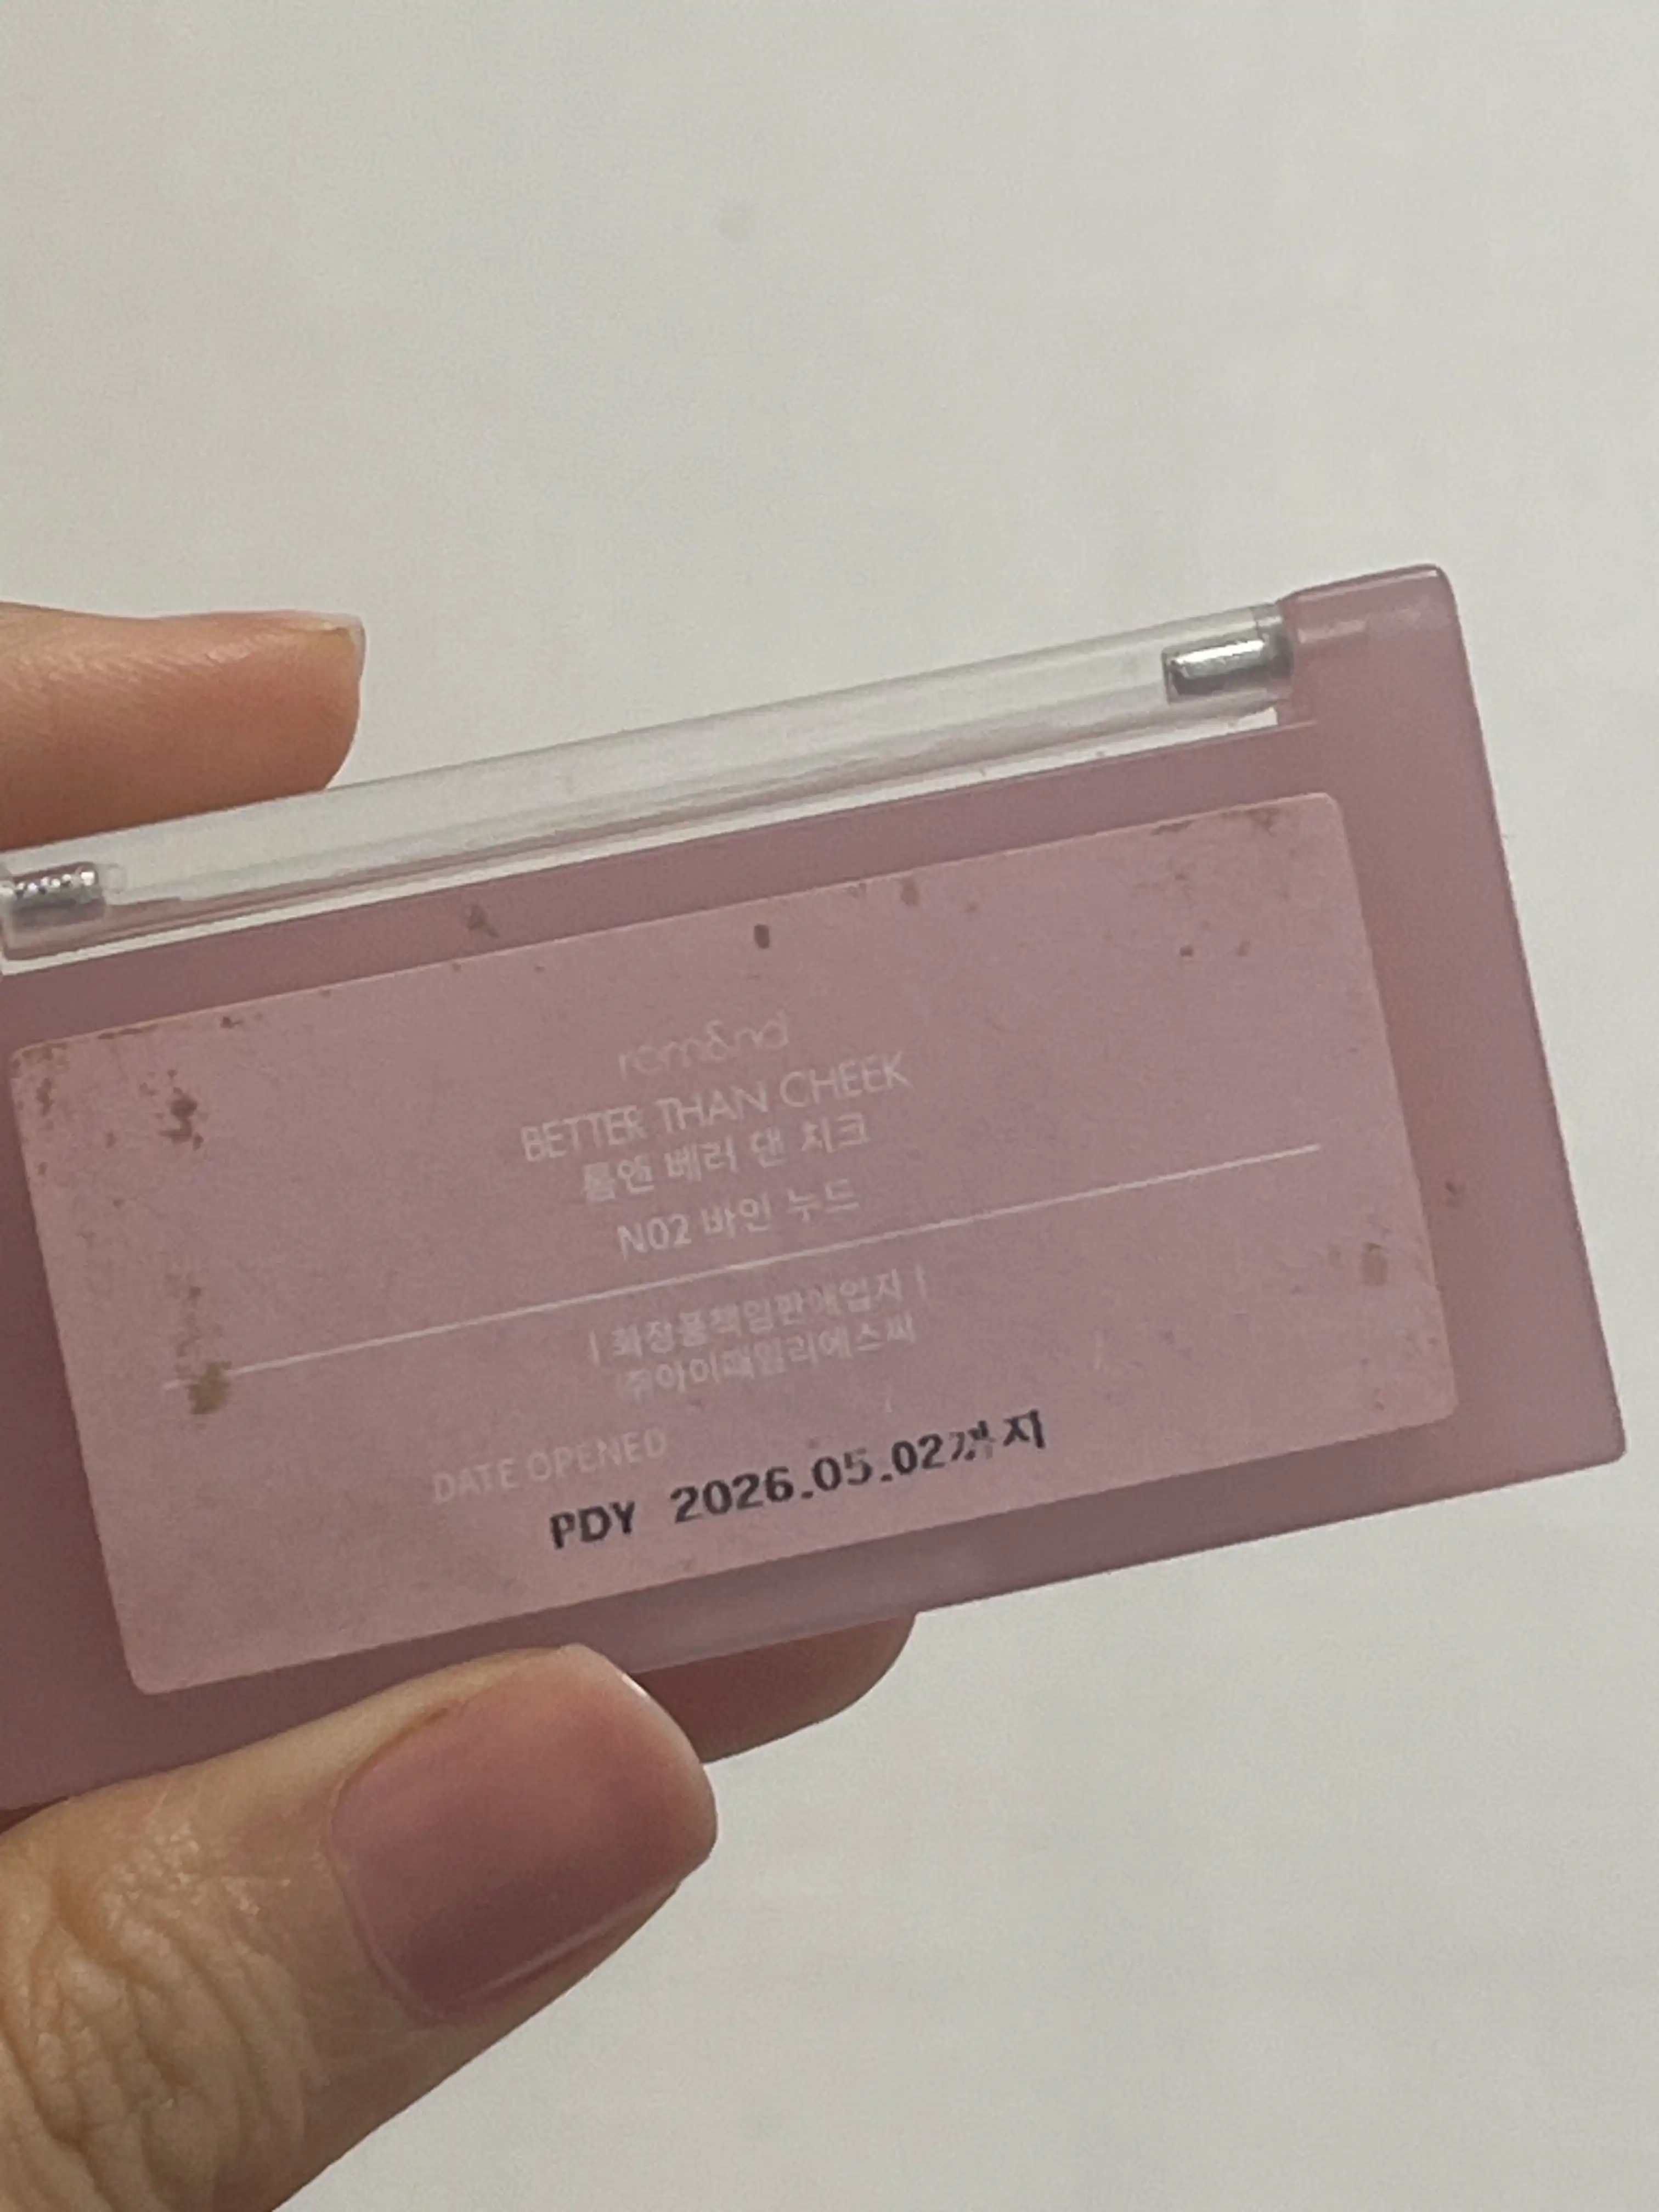 rom&nd
BETTER THAN CHEEK
롬앤 베러 댄 치크
N02 바인 누드
| 화장품책임판매업자 |
㈜아이패밀리에스씨
DATE OPENED
PDY 2026.05.02까지